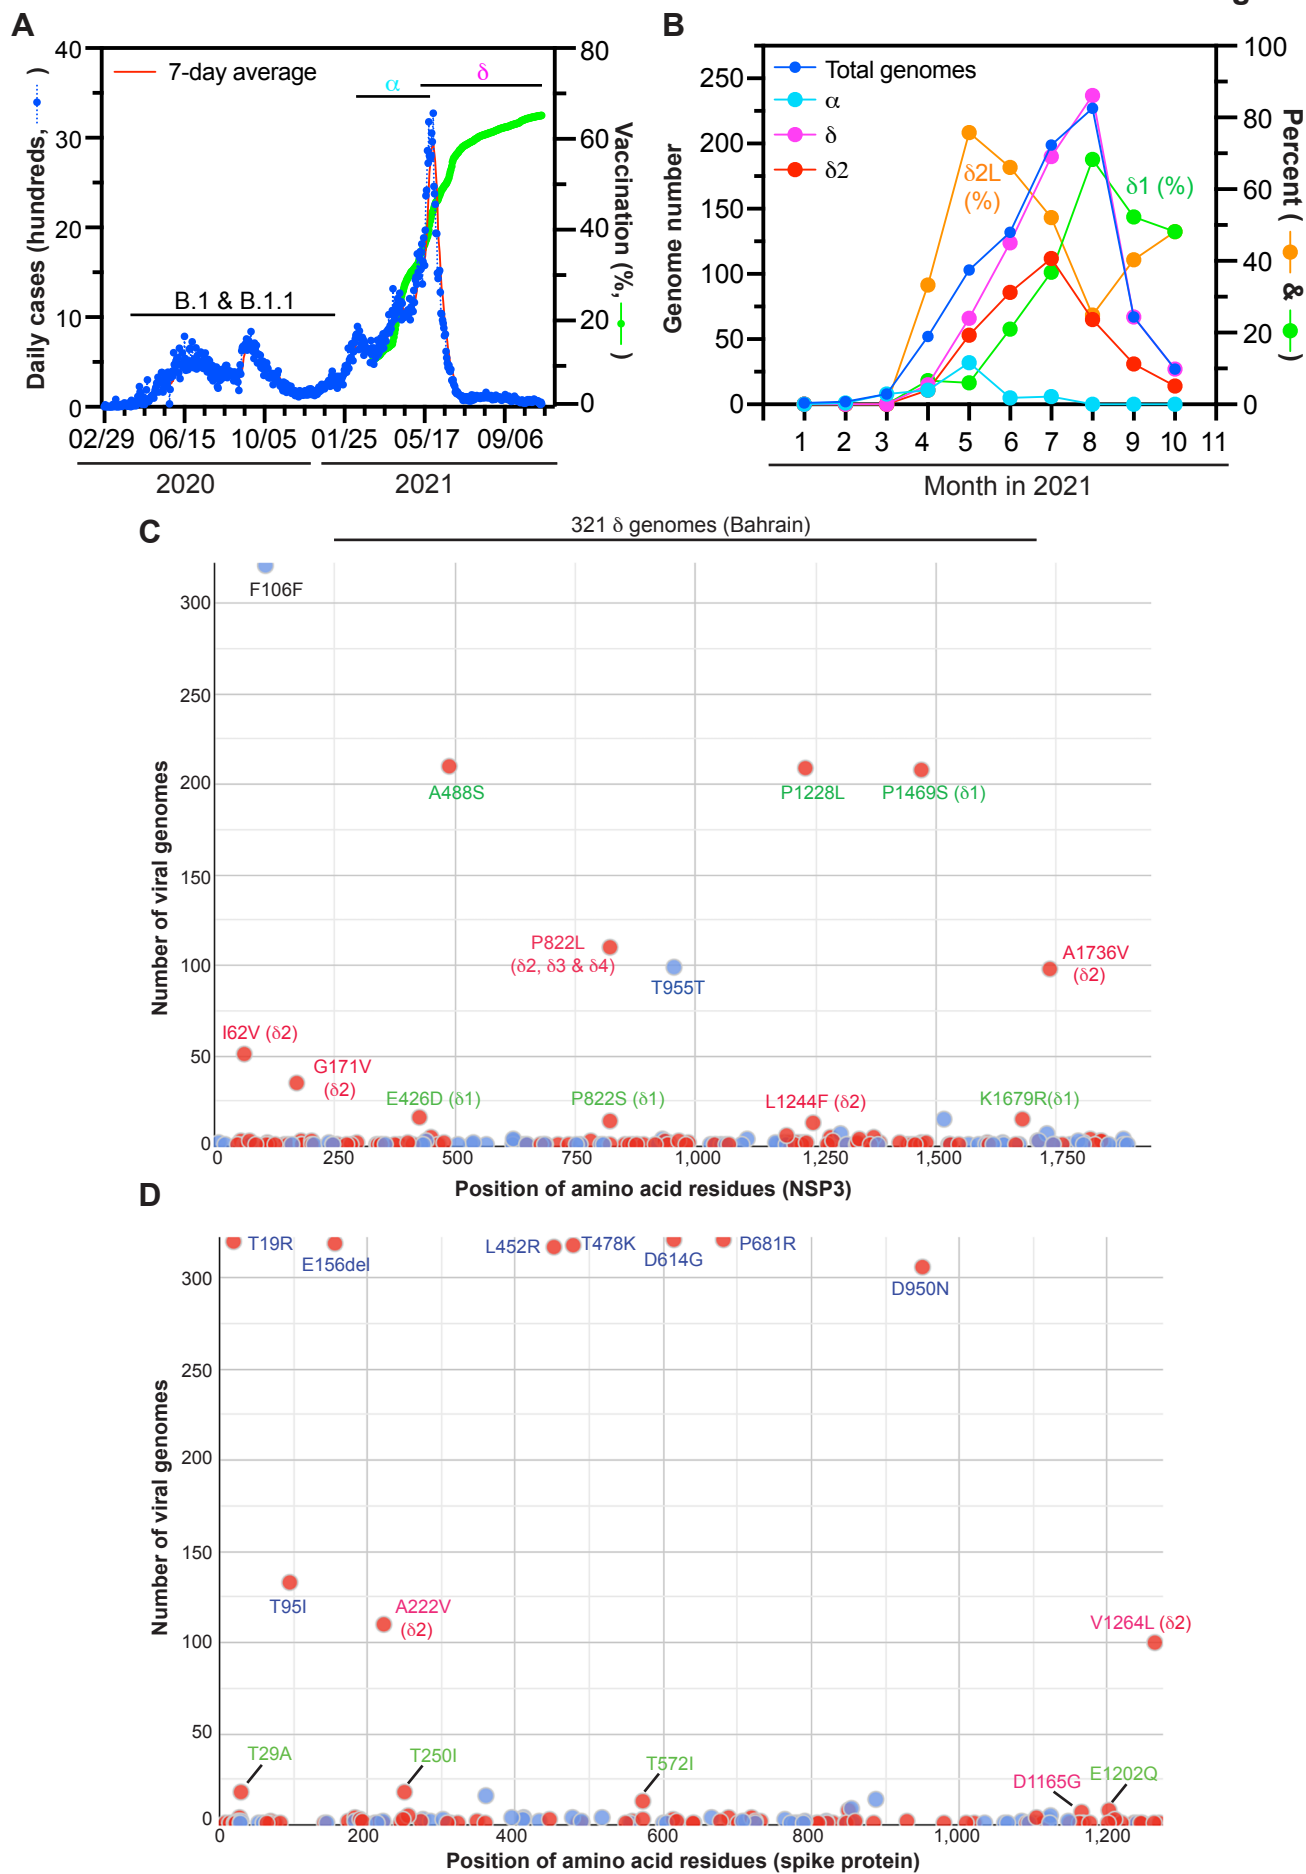 A
40
30
20
10
0
Daily cases (hundreds, )
7-day average
α
δ
B.1 & B.1.1
80
60
40
20
0
Vaccination (%, )
02/29 06/15 10/05 01/25 05/17 09/06
2020 2021
B
250
200
150
100
50
0
Genome number
Total genomes
α
δ
δ2
δ2L
(%)
δ1 (%)
100
80
60
40
20
0
Percent ( & )
1 2 3 4 5 6 7 8 9 10 11
Month in 2021
C
321 δ genomes (Bahrain)
F106F
300
250
200
150
100
50
0
Number of viral genomes
A488S
P1228L
P1469S (δ1)
P822L
(δ2, δ3 & δ4)
T955T
A1736V
(δ2)
I62V (δ2)
G171V
(δ2)
E426D (δ1)
P822S (δ1)
L1244F (δ2)
K1679R(δ1)
0 250 500 750 1,000 1,250 1,500 1,750
Position of amino acid residues (NSP3)
D
T19R
E156del
L452R
T478K
D614G
P681R
D950N
300
250
200
150
100
50
0
Number of viral genomes
T95I
A222V
(δ2)
V1264L (δ2)
T29A
T250I
T572I
D1165G
E1202Q
0 200 400 600 800 1,000 1,200
Position of amino acid residues (spike protein)